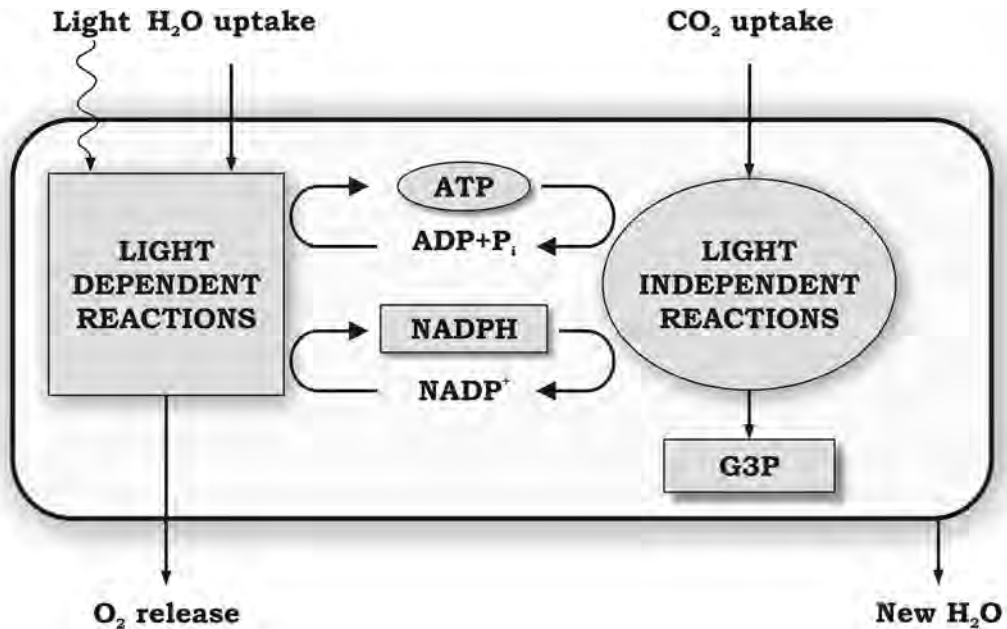 Light H₂O uptake
CO₂ uptake
LIGHT
DEPENDENT
REACTIONS
ATP
ADP+Pᵢ
NADPH
NADP⁺
LIGHT
INDEPENDENT
REACTIONS
G3P
O₂ release
New H₂O